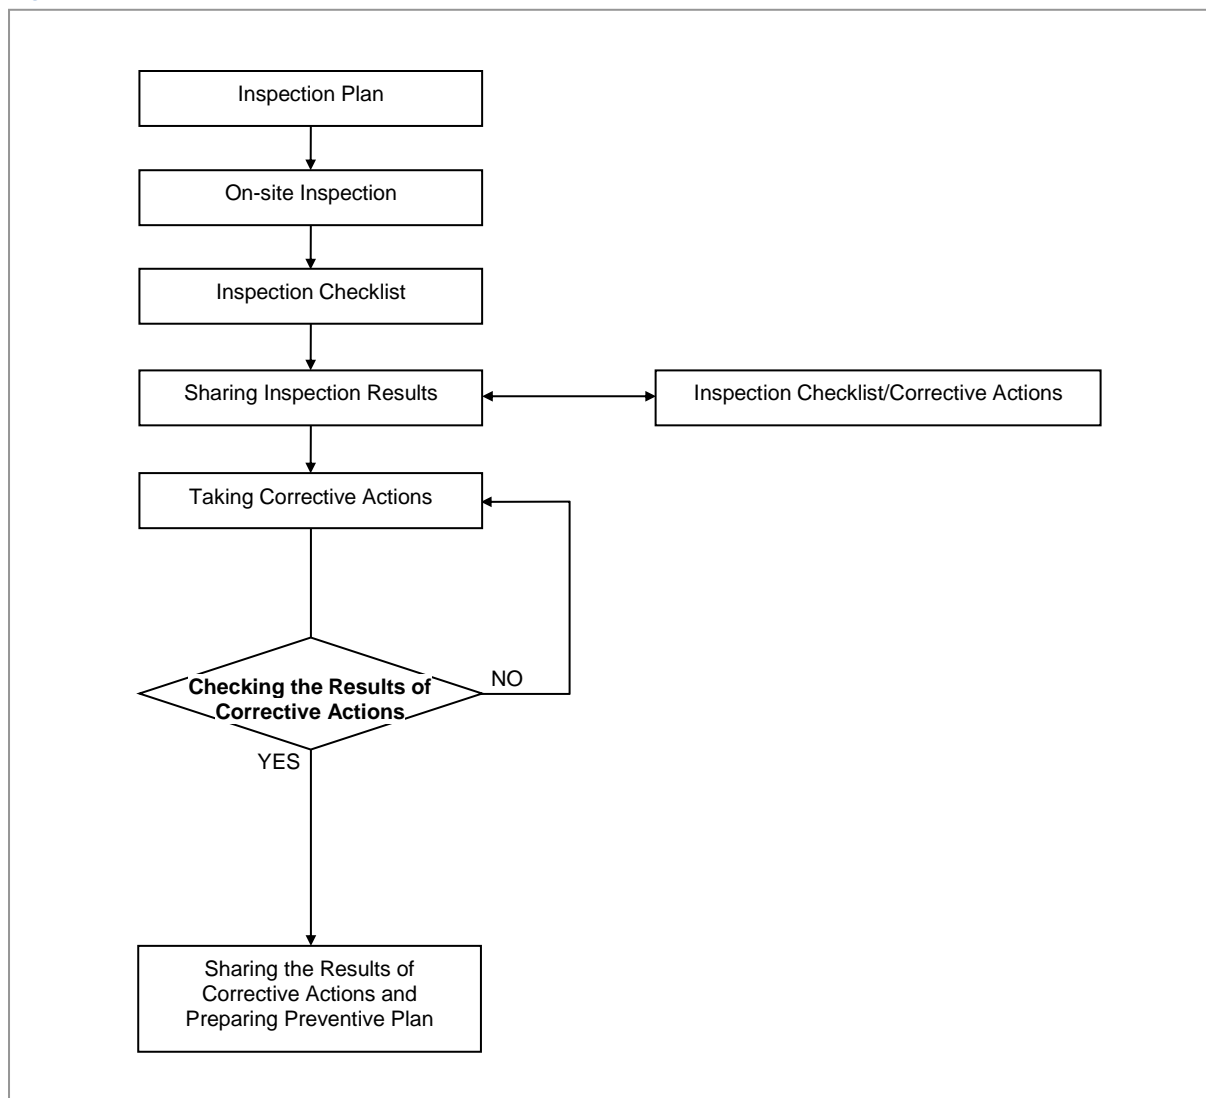 Inspection Plan
On-site Inspection
Inspection Checklist
Sharing Inspection Results
Inspection Checklist/Corrective Actions
Taking Corrective Actions
NO
Checking the Results of
Corrective Actions
YES
Sharing the Results of
Corrective Actions and
Preparing Preventive Plan